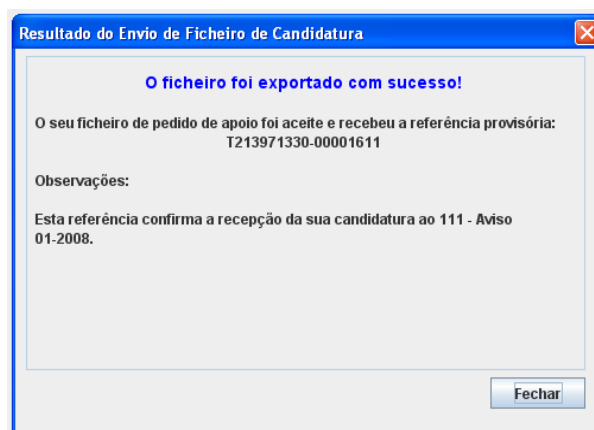 Resultado do Envio de Ficheiro de Candidatura
O ficheiro foi exportado com sucesso!
O seu ficheiro de pedido de apoio foi aceite e recebeu a referência provisória:
T213971330-00001611
Observações:
Esta referência confirma a recepção da sua candidatura ao 111 - Aviso
01-2008.
Fechar